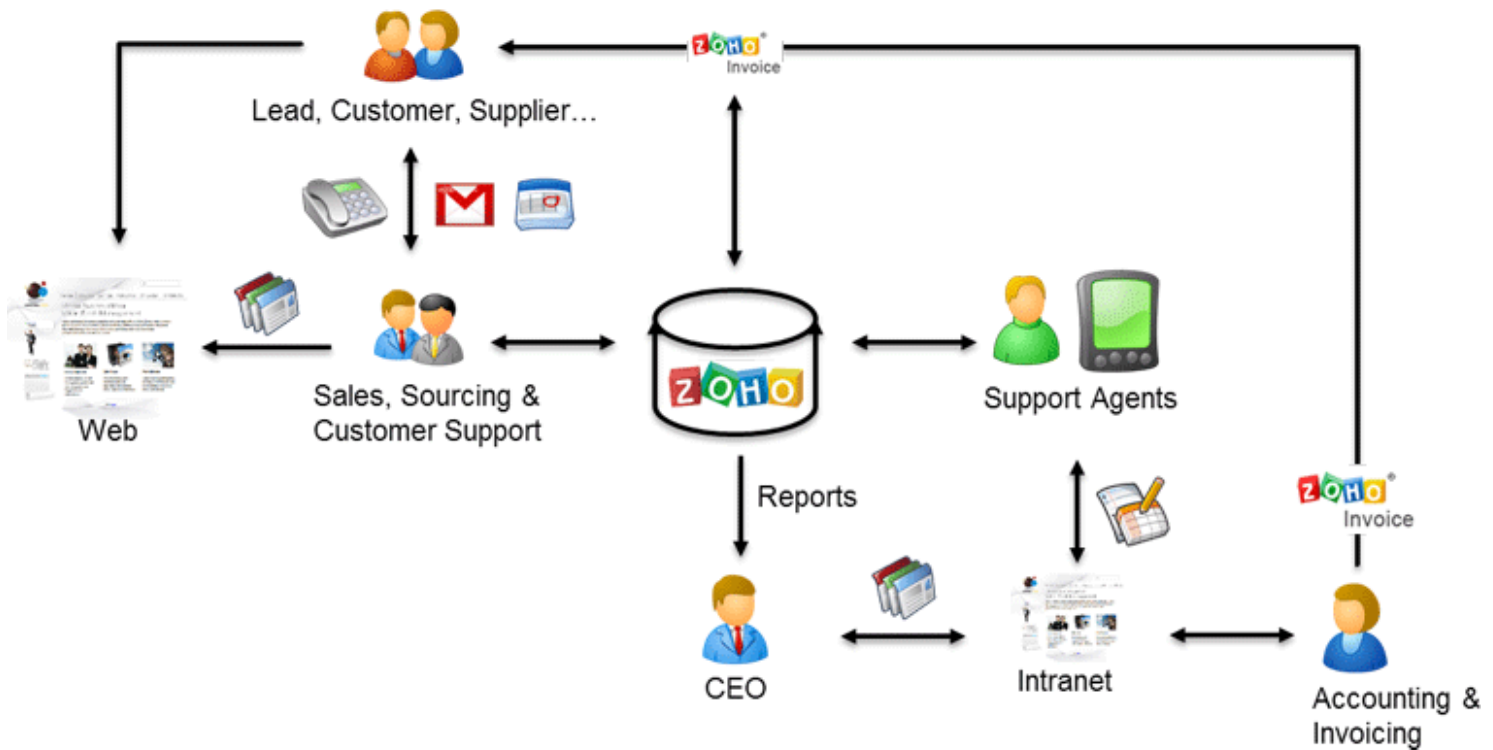 ZOHO®
Invoice
Lead, Customer, Supplier...
Web
Sales, Sourcing &
Customer Support
ZOHO
Support Agents
Reports
ZOHO®
Invoice
CEO
Intranet
Accounting &
Invoicing